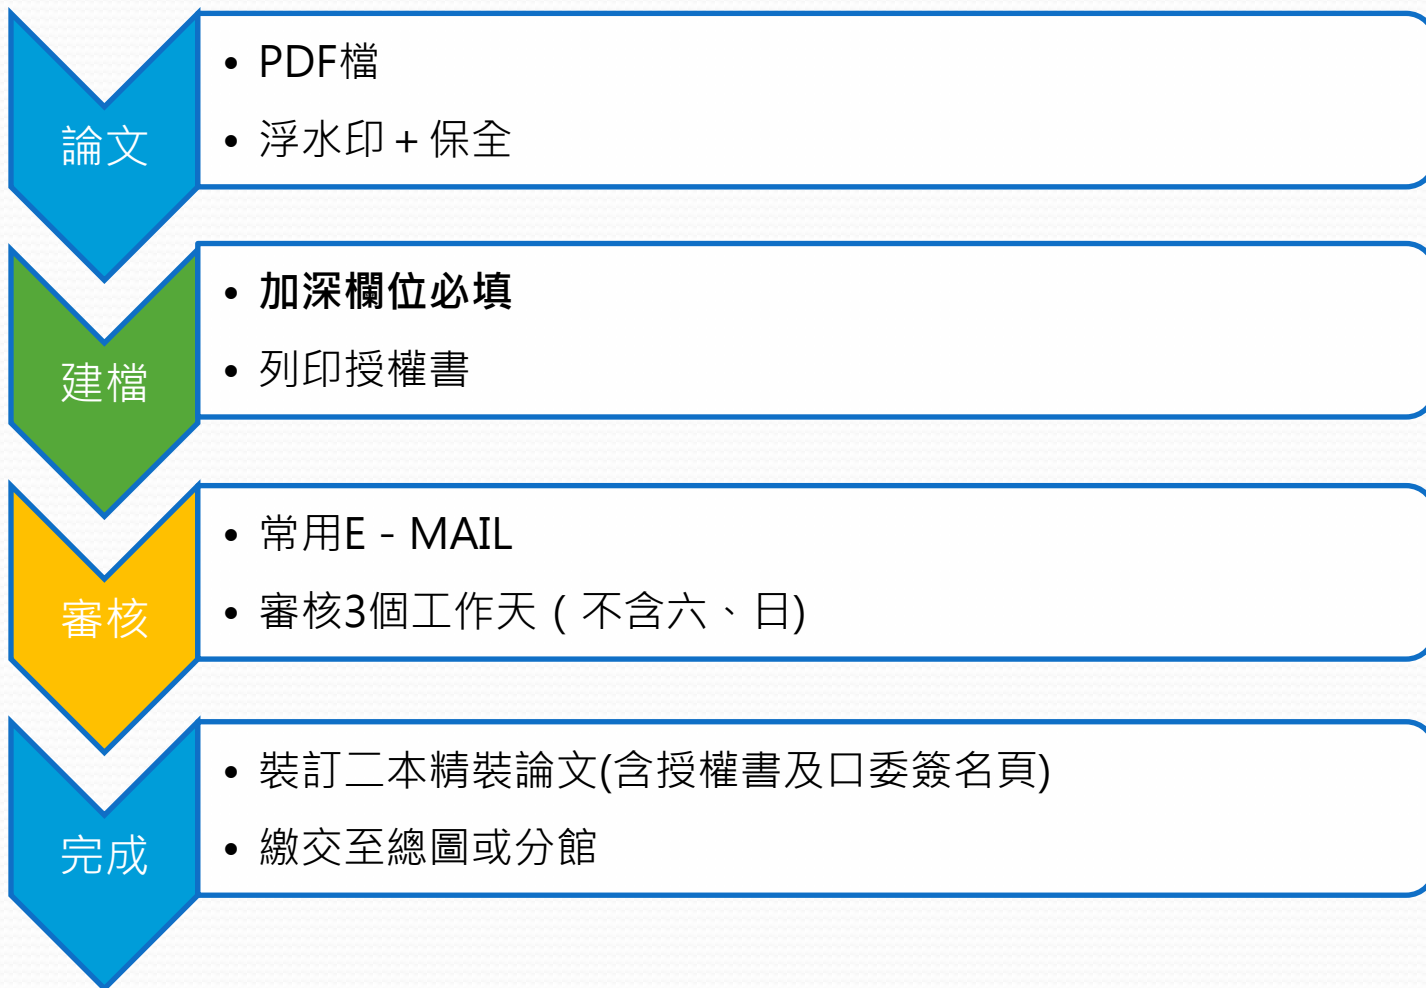 論文
• PDF檔
• 浮水印+保全
建檔
• 加深欄位必填
• 列印授權書
審核
• 常用E - MAIL
• 審核3個工作天 ( 不含六、日)
完成
• 裝訂二本精裝論文(含授權書及口委簽名頁)
• 繳交至總圖或分館